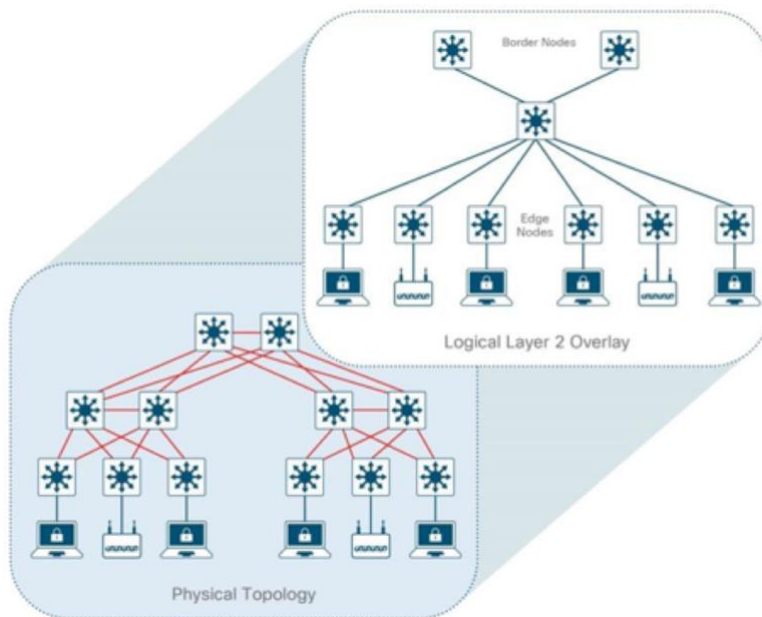 Border Nodes
Edge
Nodes
Logical Layer 2 Overlay
Physical Topology